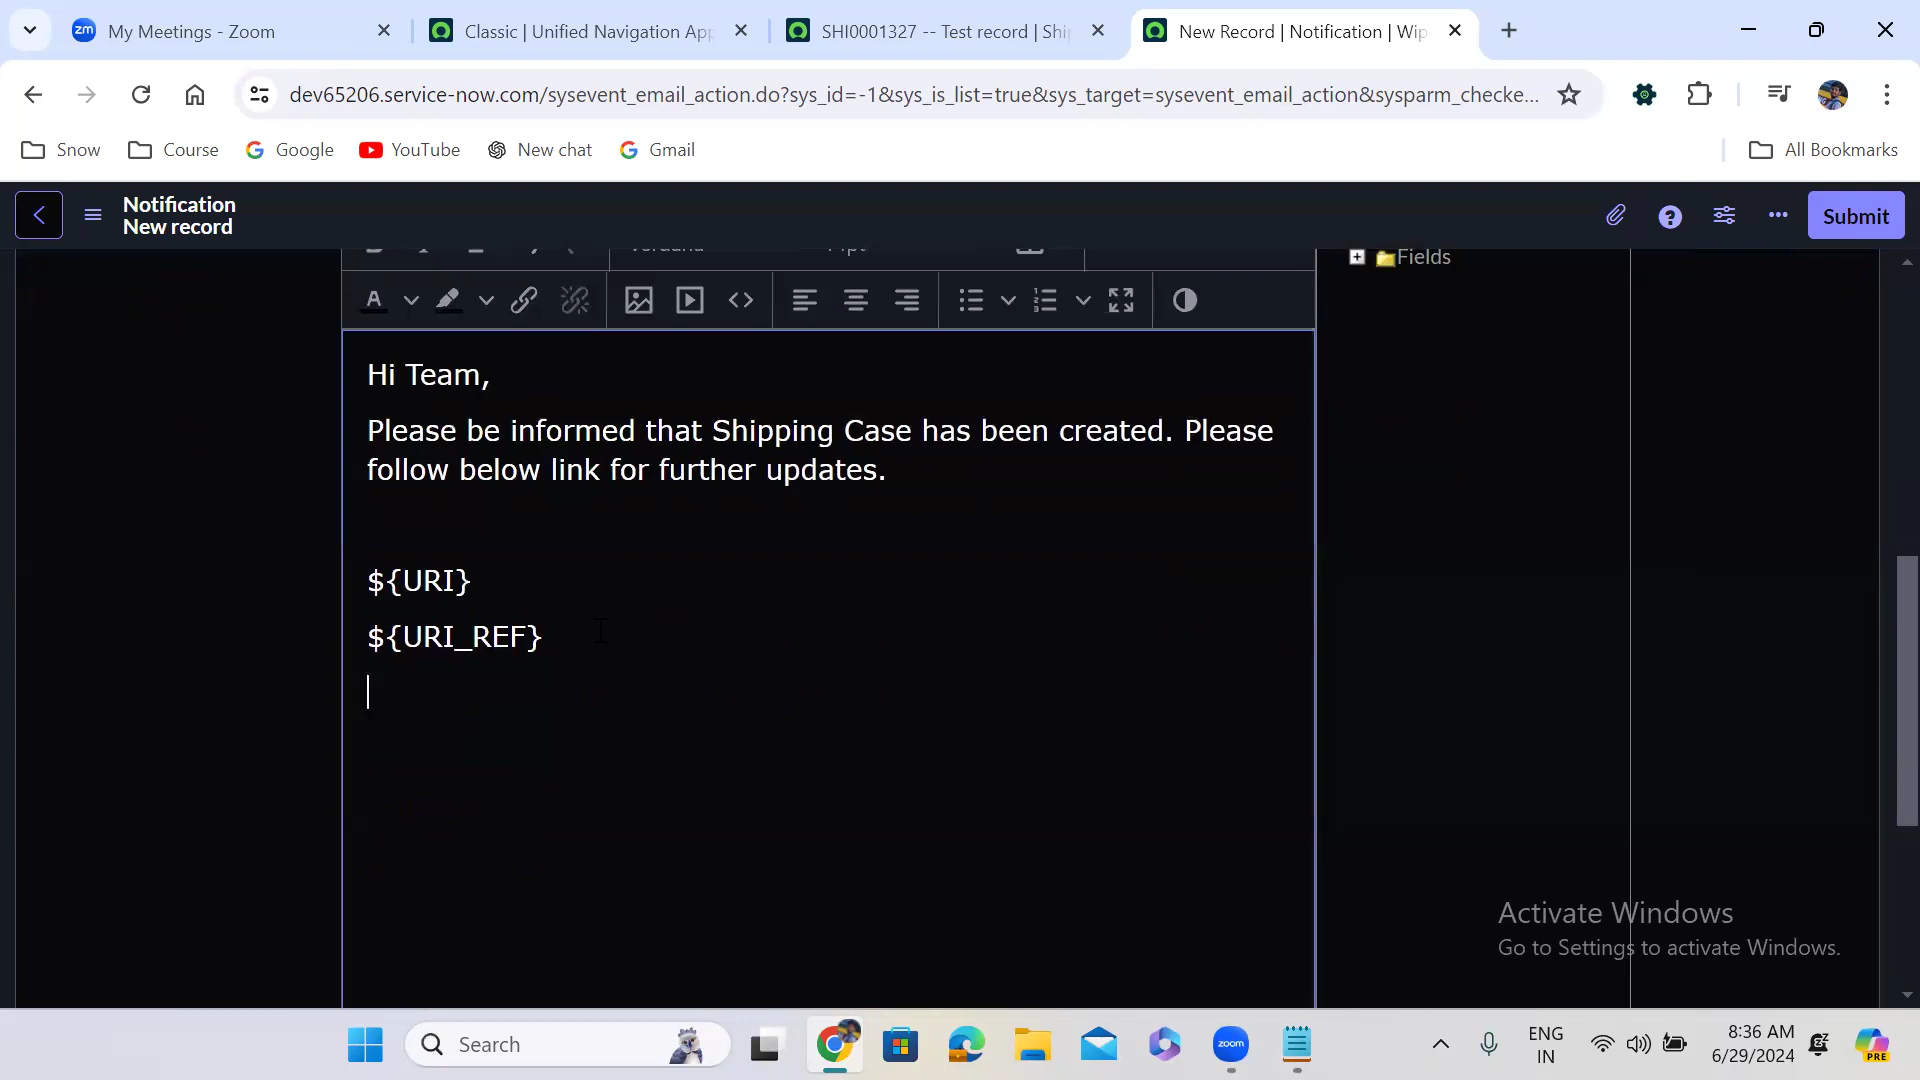 My Meetings - Zoom
Classic | Unified Navigation App
SHI0001327 -- Test record | Shi
New Record | Notification | Wip
dev65206.service-now.com/sysevent_email_action.do?sys_id=-1&sys_is_list=true&sys_target=sysevent_email_action&sysparm_checke...
Snow
Course
Google
YouTube
New chat
Gmail
All Bookmarks
Notification
New record
Submit
Fields
Hi Team,
Please be informed that Shipping Case has been created. Please
follow below link for further updates.
${URI}
${URI_REF}
Activate Windows
Go to Settings to activate Windows.
Search
zoom
ENG
IN
8:36 AM
6/29/2024
PRE